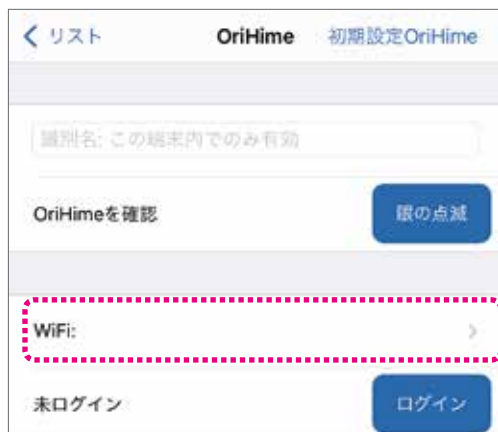 リスト OriHime 初期設定OriHime
識別名: この端末内でのみ有効
OriHimeを確認 眼の点滅
WiFi:
未ログイン ログイン